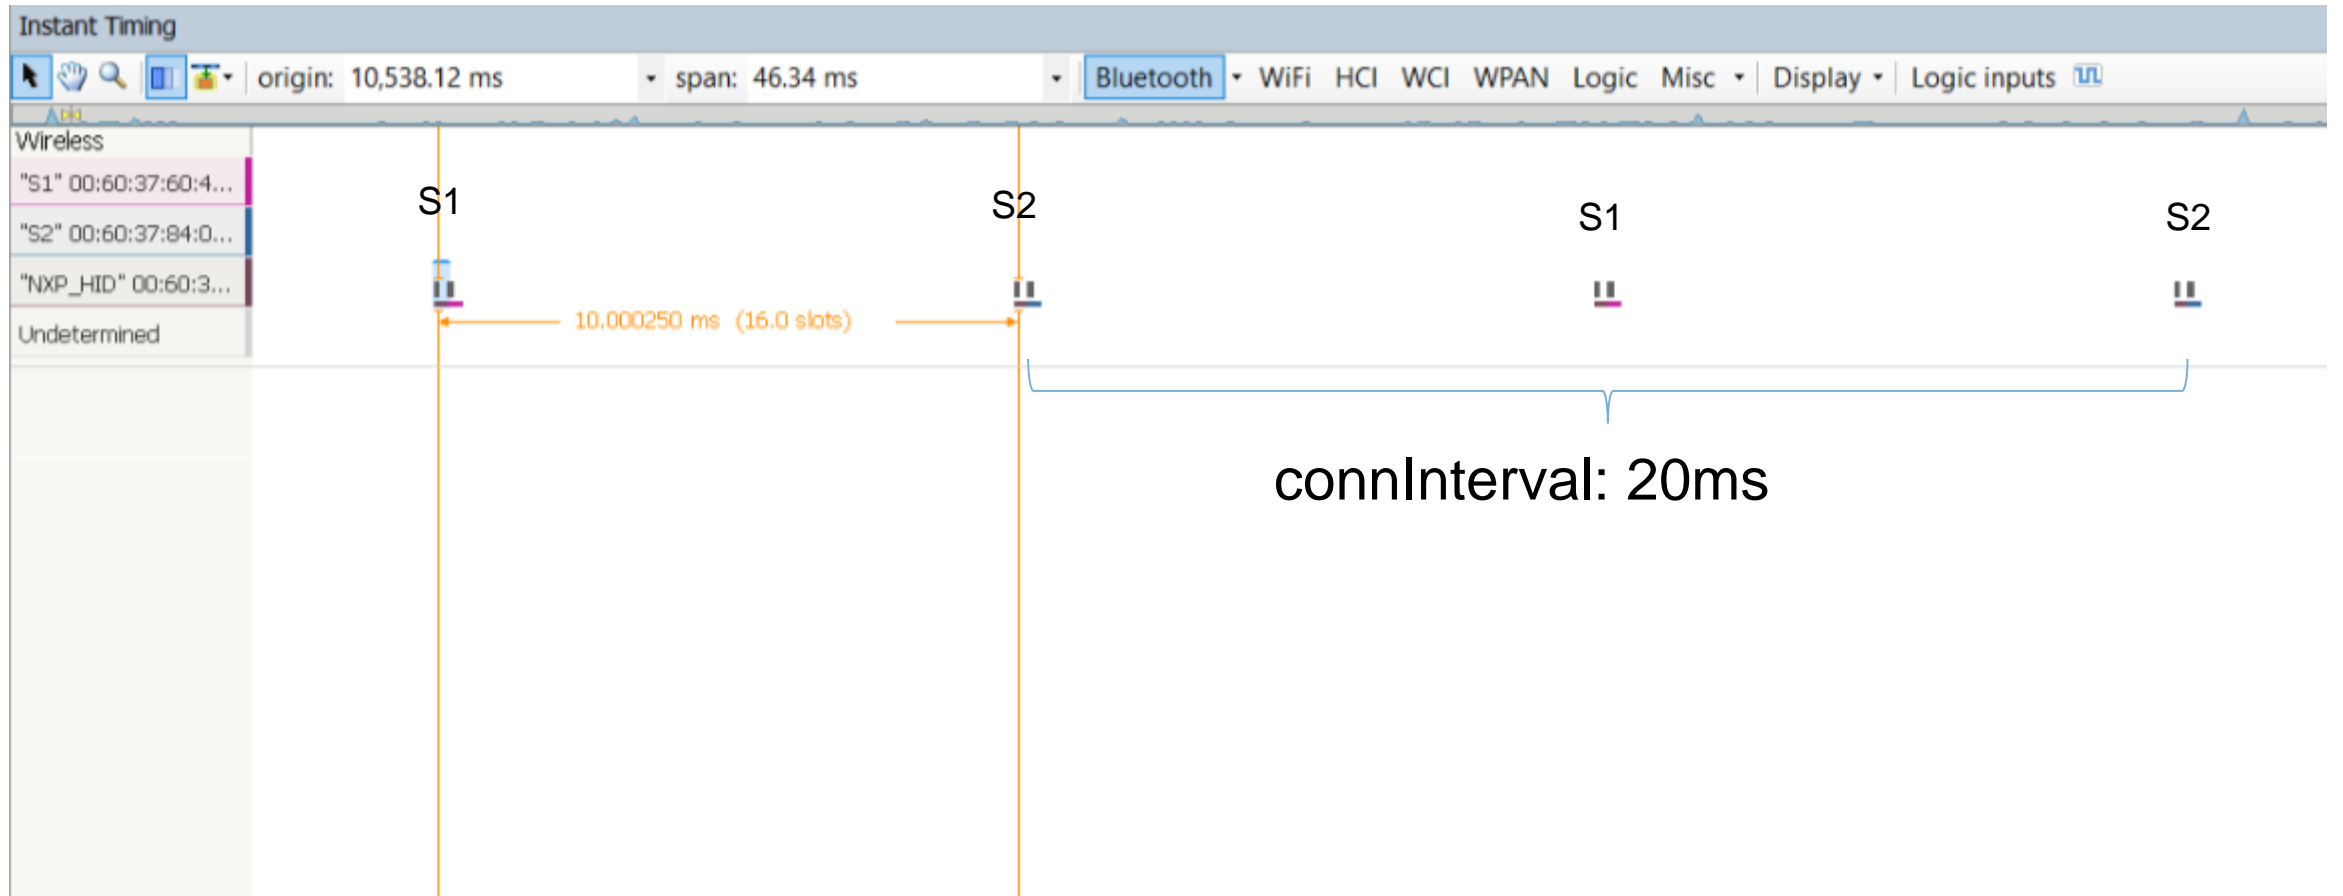 Instant Timing
origin: 10,538.12 ms span: 46.34 ms Bluetooth WiFi HCI WCI WPAN Logic Misc Display Logic inputs
Wireless
"S1" 00:60:37:60:4...
"S2" 00:60:37:84:0...
"NXP_HID" 00:60:3...
Undetermined
S1 S2 S1 S2
10.000250 ms (16.0 slots)
connInterval: 20ms